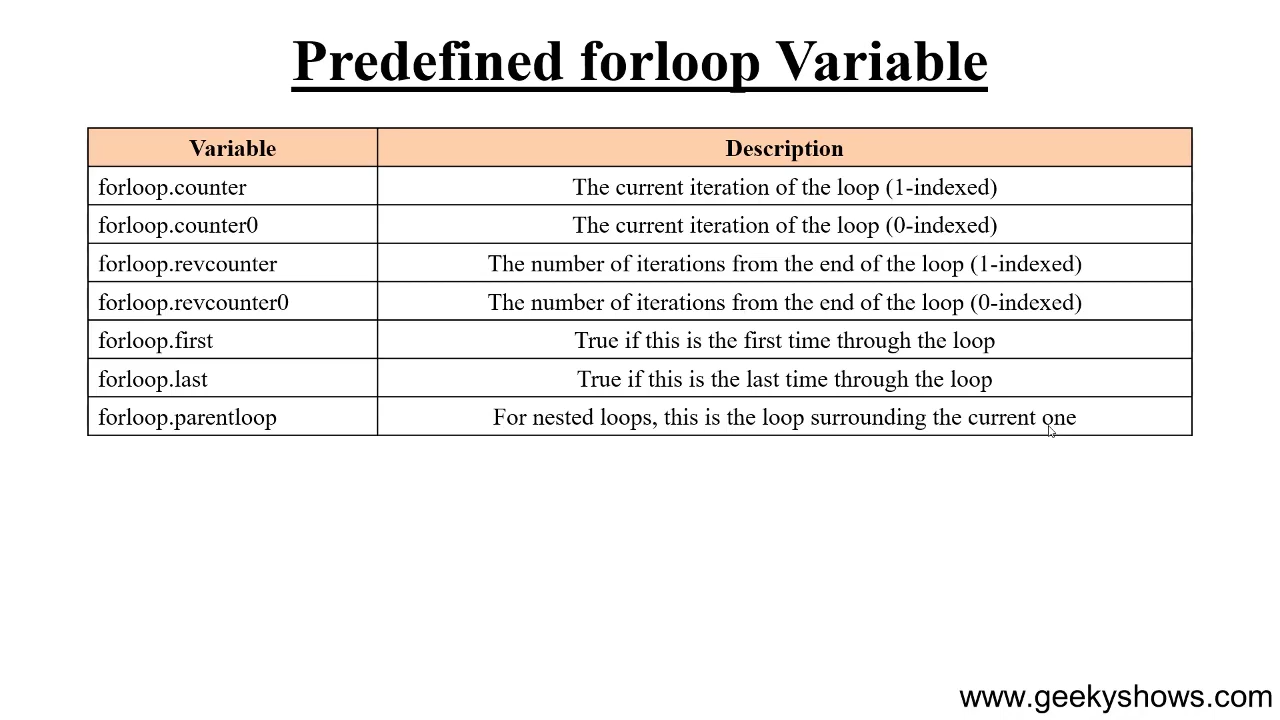 Predefined forloop Variable
Variable Description
forloop.counter The current iteration of the loop (1-indexed)
forloop.counter0 The current iteration of the loop (0-indexed)
forloop.revcounter The number of iterations from the end of the loop (1-indexed)
forloop.revcounter0 The number of iterations from the end of the loop (0-indexed)
forloop.first True if this is the first time through the loop
forloop.last True if this is the last time through the loop
forloop.parentloop For nested loops, this is the loop surrounding the current one
www.geekyshows.com